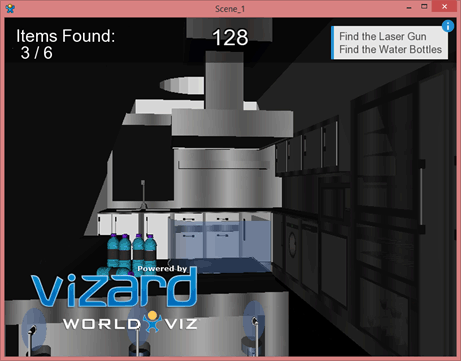 Scene_1
Items Found:
3 / 6
128
i
Find the Laser Gun
Find the Water Bottles
Powered by
vizard
WORLD VIZ